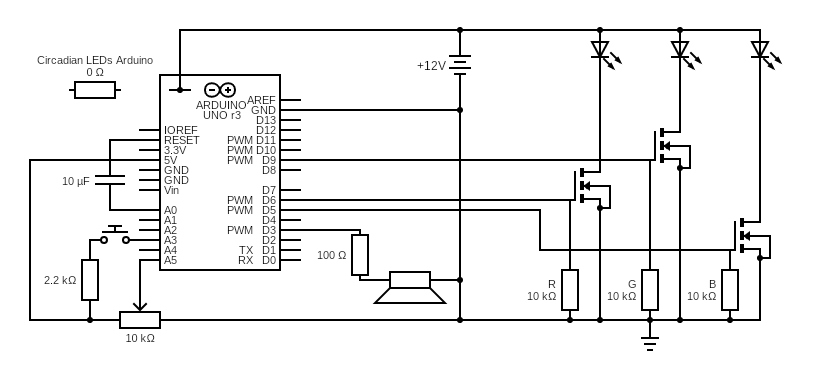 Circadian LEDs Arduino
0 Ω
+12V
ARDUINO
UNO r3
AREF
GND
D13
IOREF D12
RESET PWM D11
3.3V PWM D10
5V PWM D9
GND D8
GND
Vin D7
PWM D6
A0 PWM D5
A1 D4
A2 PWM D3
A3 D2
A4 TX D1
A5 RX D0
10 µF
100 Ω
2.2 kΩ
10 kΩ
R
10 kΩ
G
10 kΩ
B
10 kΩ